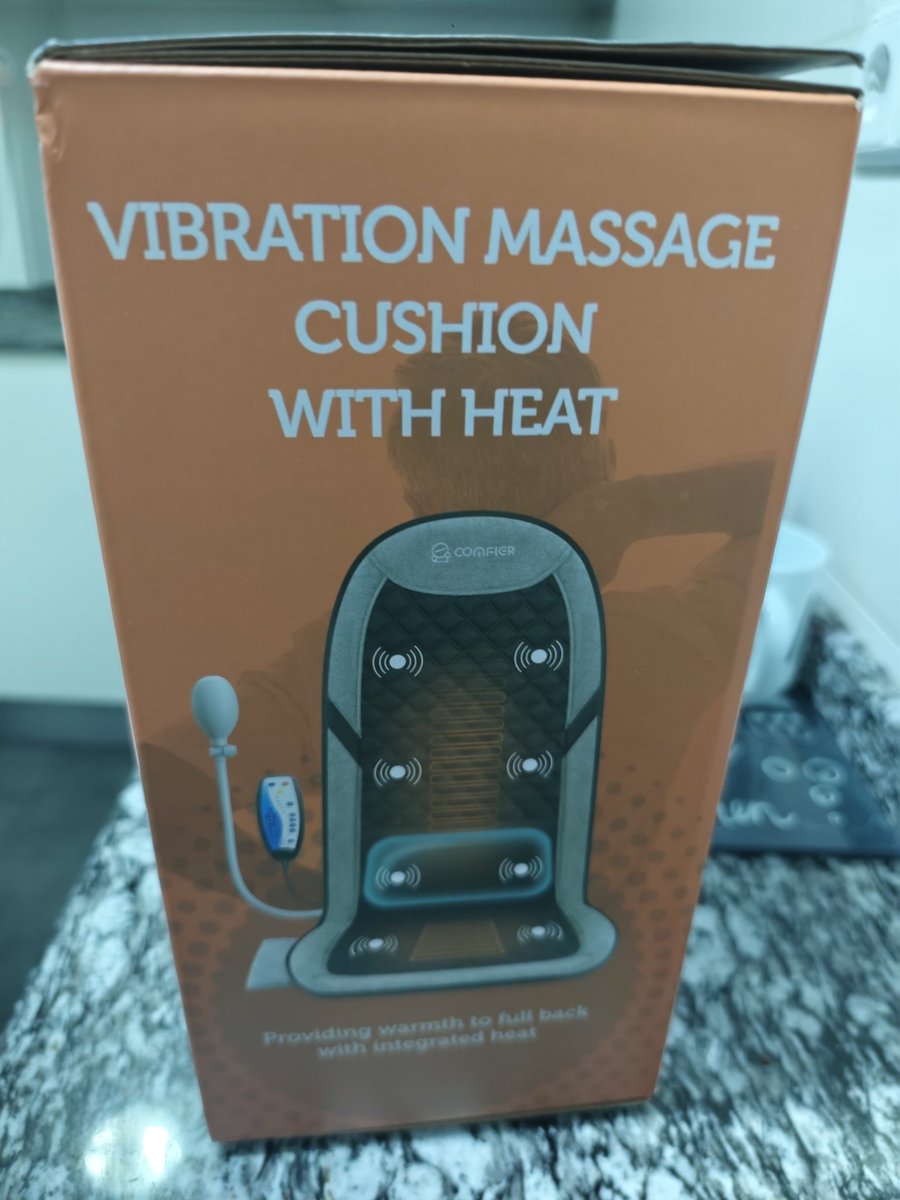 VIBRATION MASSAGE
CUSHION
WITH HEAT
COMFIER
Providing warmth to full back
with integrated heat